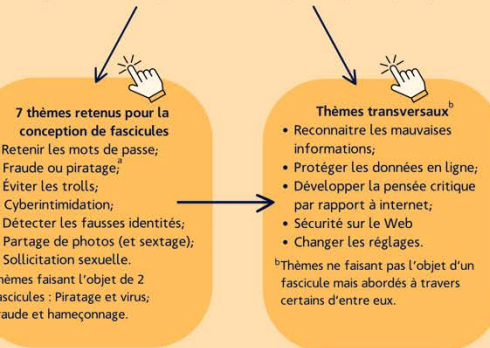 7 thèmes retenus pour la
conception de fascicules
Retenir les mots de passe;
Fraude ou piratage;ᵃ
Éviter les trolls;
Cyberintimidation;
Détecter les fausses identités;
Partage de photos (et sextage);
Sollicitation sexuelle.
hèmes faisant l'objet de 2
ascicules : Piratage et virus;
raude et hameçonnage.
Thèmes transversauxᵇ
• Reconnaitre les mauvaises
informations;
• Protéger les données en ligne;
• Développer la pensée critique
par rapport à internet;
• Sécurité sur le Web
• Changer les réglages.
ᵇThèmes ne faisant pas l'objet d'un
fascicule mais abordés à travers
certains d'entre eux.